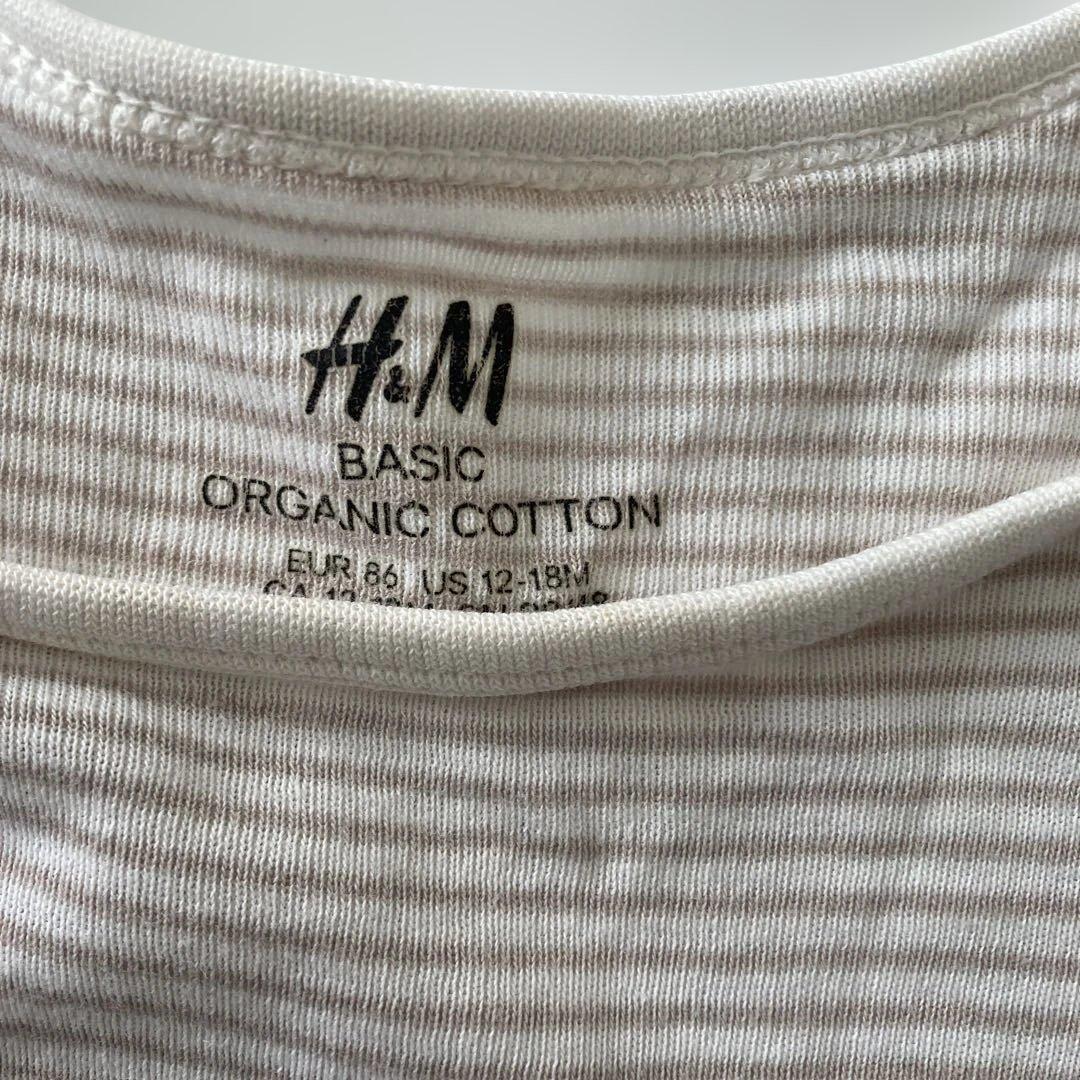 H&M
BASIC
ORGANIC COTTON
EUR 86 US 12-18M